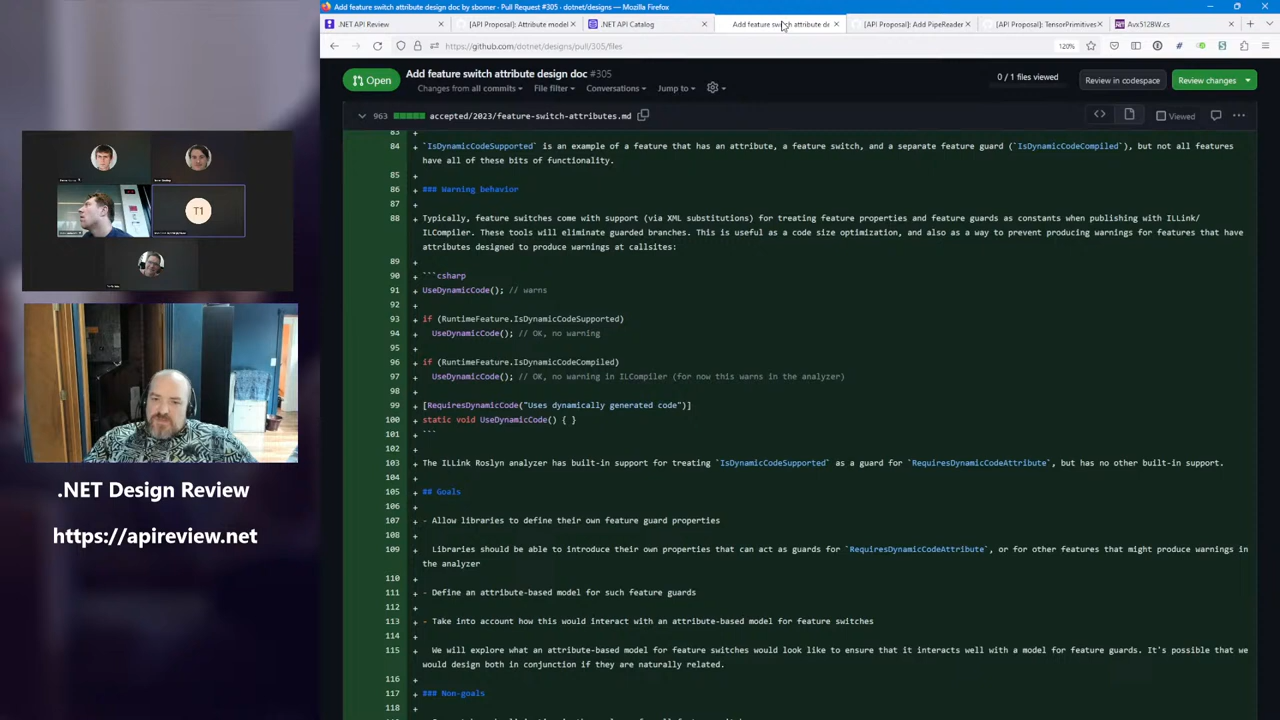 Add feature switch attribute design doc by sbomer · Pull Request #305 · dotnet/designs — Mozilla Firefox
.NET API Review
[API Proposal]: Attribute model
.NET API Catalog
Add feature switch attribute de
[API Proposal]: Add PipeReader
[API Proposal]: TensorPrimitives
Avx512BW.cs
https://github.com/dotnet/designs/pull/305/files
120%
Open
Add feature switch attribute design doc #305
Changes from all commits
File filter
Conversations
Jump to
0 / 1 files viewed
Review in codespace
Review changes
963
accepted/2023/feature-switch-attributes.md
Viewed
83 +
84 + `IsDynamicCodeSupported` is an example of a feature that has an attribute, a feature switch, and a separate feature guard (`IsDynamicCodeCompiled`), but not all features
have all of these bits of functionality.
85 +
86 + ### Warning behavior
87 +
88 + Typically, feature switches come with support (via XML substitutions) for treating feature properties and feature guards as constants when publishing with ILLink/
ILCompiler. These tools will eliminate guarded branches. This is useful as a code size optimization, and also as a way to prevent producing warnings for features that have
attributes designed to produce warnings at callsites:
89 +
90 + ```csharp
91 + UseDynamicCode(); // warns
92 +
93 + if (RuntimeFeature.IsDynamicCodeSupported)
94 + UseDynamicCode(); // OK, no warning
95 +
96 + if (RuntimeFeature.IsDynamicCodeCompiled)
97 + UseDynamicCode(); // OK, no warning in ILCompiler (for now this warns in the analyzer)
98 +
99 + [RequiresDynamicCode("Uses dynamically generated code")]
100 + static void UseDynamicCode() { }
101 + ```
102 +
103 + The ILLink Roslyn analyzer has built-in support for treating `IsDynamicCodeSupported` as a guard for `RequiresDynamicCodeAttribute`, but has no other built-in support.
104 +
105 + ## Goals
106 +
107 + - Allow libraries to define their own feature guard properties
108 +
109 + Libraries should be able to introduce their own properties that can act as guards for `RequiresDynamicCodeAttribute`, or for other features that might produce warnings in
the analyzer
110 +
111 + - Define an attribute-based model for such feature guards
112 +
113 + - Take into account how this would interact with an attribute-based model for feature switches
114 +
115 + We will explore what an attribute-based model for feature switches would look like to ensure that it interacts well with a model for feature guards. It's possible that we
would design both in conjunction if they are naturally related.
116 +
117 + ### Non-goals
118 +
T1
.NET Design Review
https://apireview.net